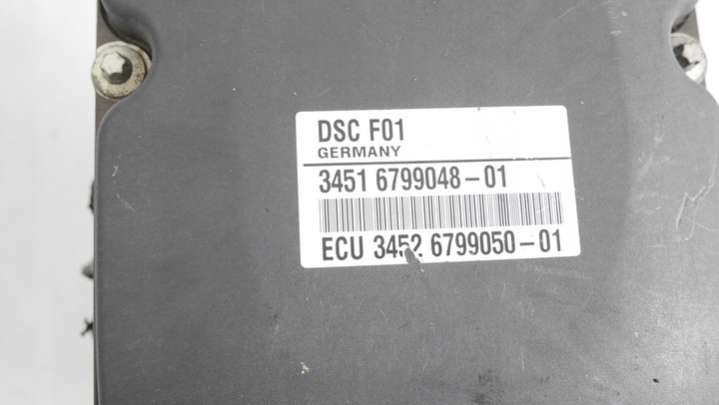 DSC F01
GERMANY
3451 6799048-01
ECU 3452 6799050-01